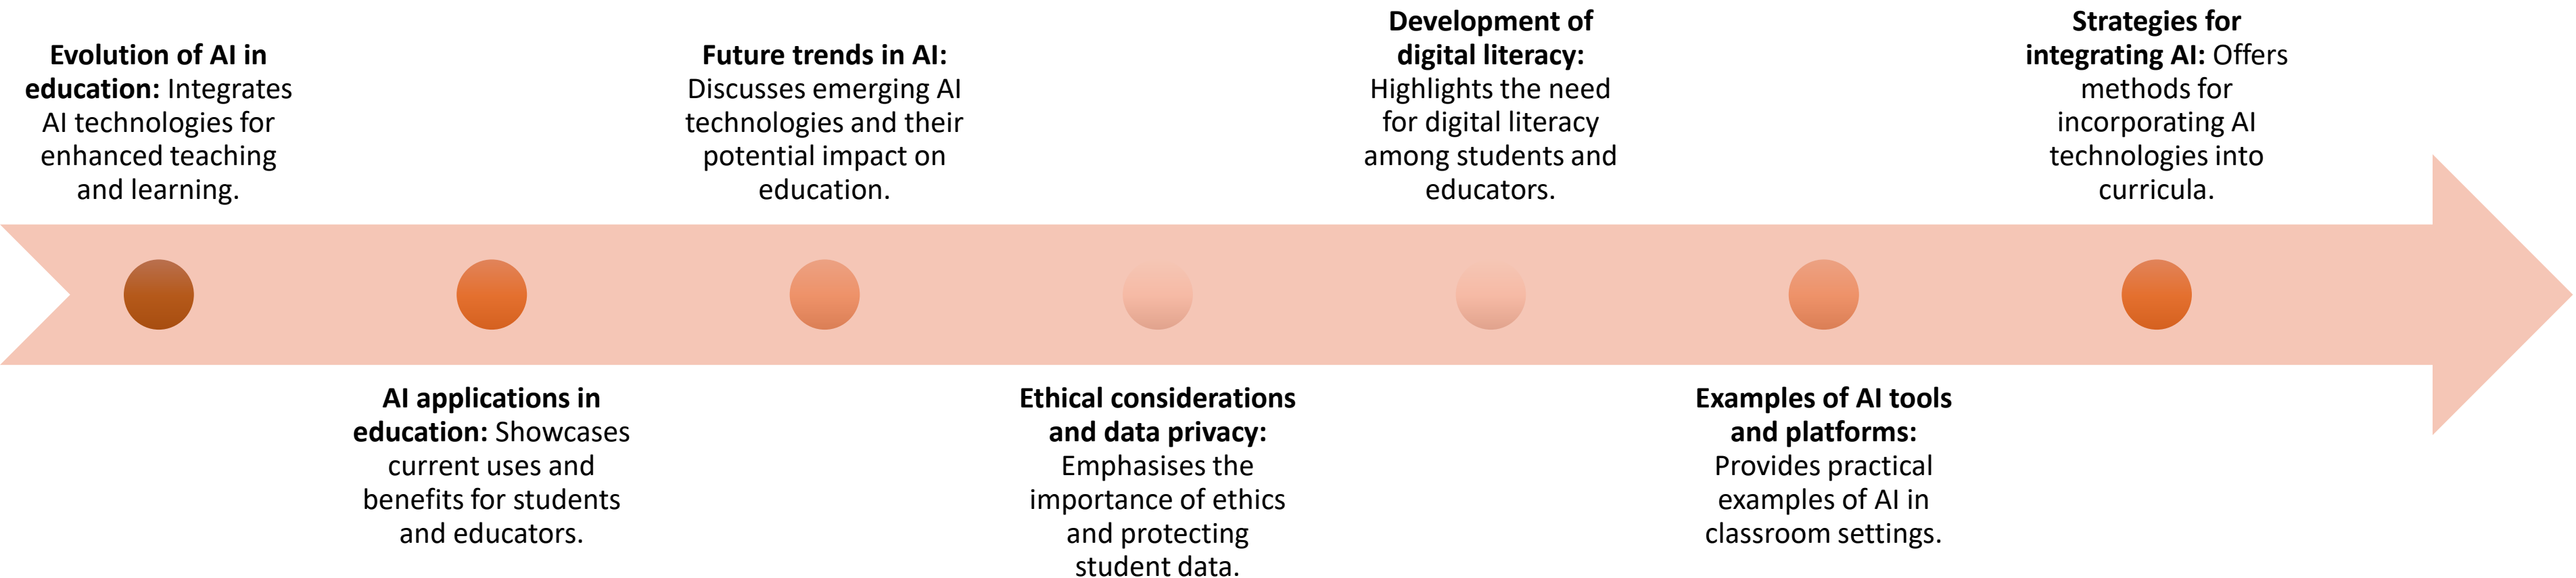 Evolution of AI in
education: Integrates
AI technologies for
enhanced teaching
and learning.
AI applications in
education: Showcases
current uses and
benefits for students
and educators.
Future trends in AI:
Discusses emerging AI
technologies and their
potential impact on
education.
Ethical considerations
and data privacy:
Emphasises the
importance of ethics
and protecting
student data.
Development of
digital literacy:
Highlights the need
for digital literacy
among students and
educators.
Examples of AI tools
and platforms:
Provides practical
examples of AI in
classroom settings.
Strategies for
integrating AI: Offers
methods for
incorporating AI
technologies into
curricula.